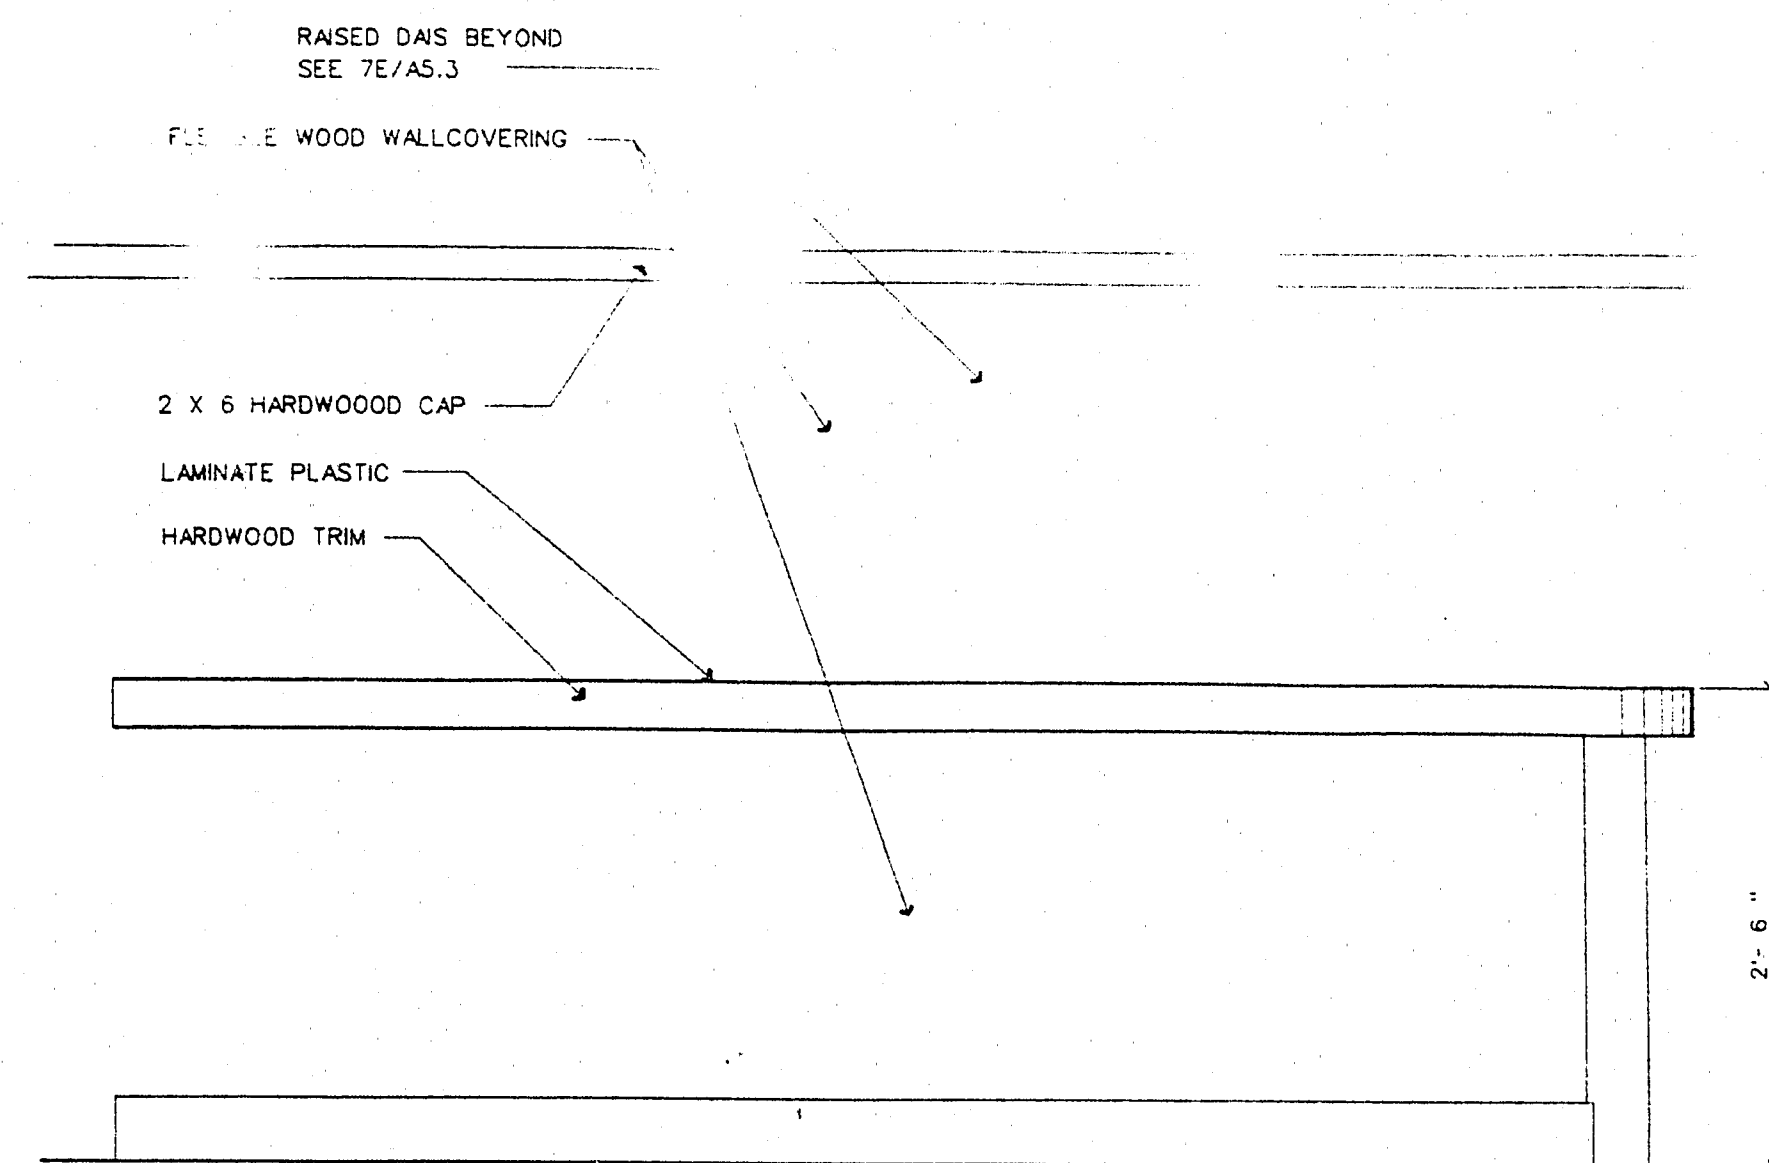 RAISED DAIS BEYOND
SEE 7E/A5.3
WOOD WALLCOVERING
2 X 6 HARDWOOOD CAP
LAMINATE PLASTIC
HARDWOOD TRIM
2'- 6 "